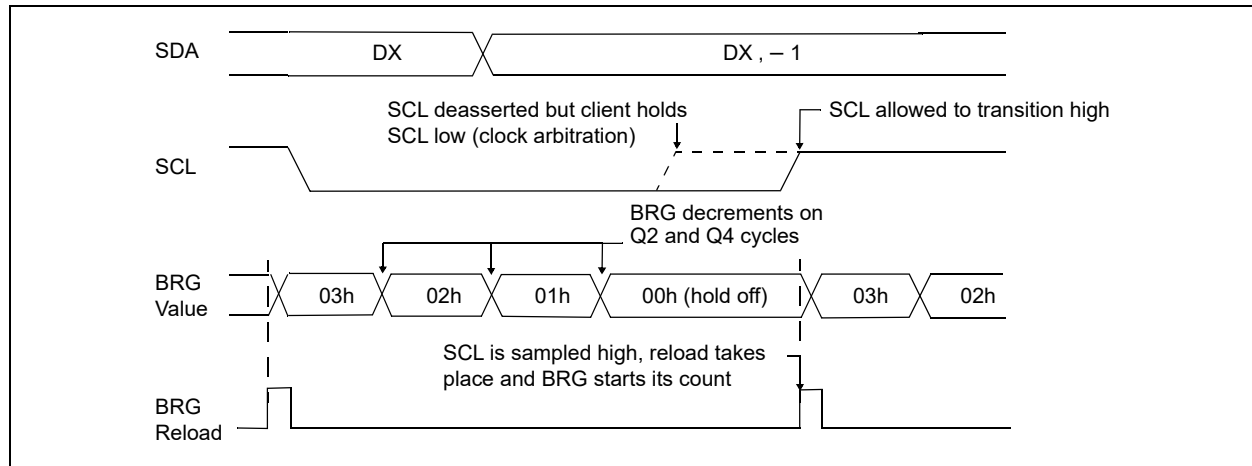 SDA
DX
DX , – 1
SCL deasserted but client holds
SCL low (clock arbitration)
SCL allowed to transition high
SCL
BRG decrements on
Q2 and Q4 cycles
BRG
Value
03h
02h
01h
00h (hold off)
03h
02h
SCL is sampled high, reload takes
place and BRG starts its count
BRG
Reload